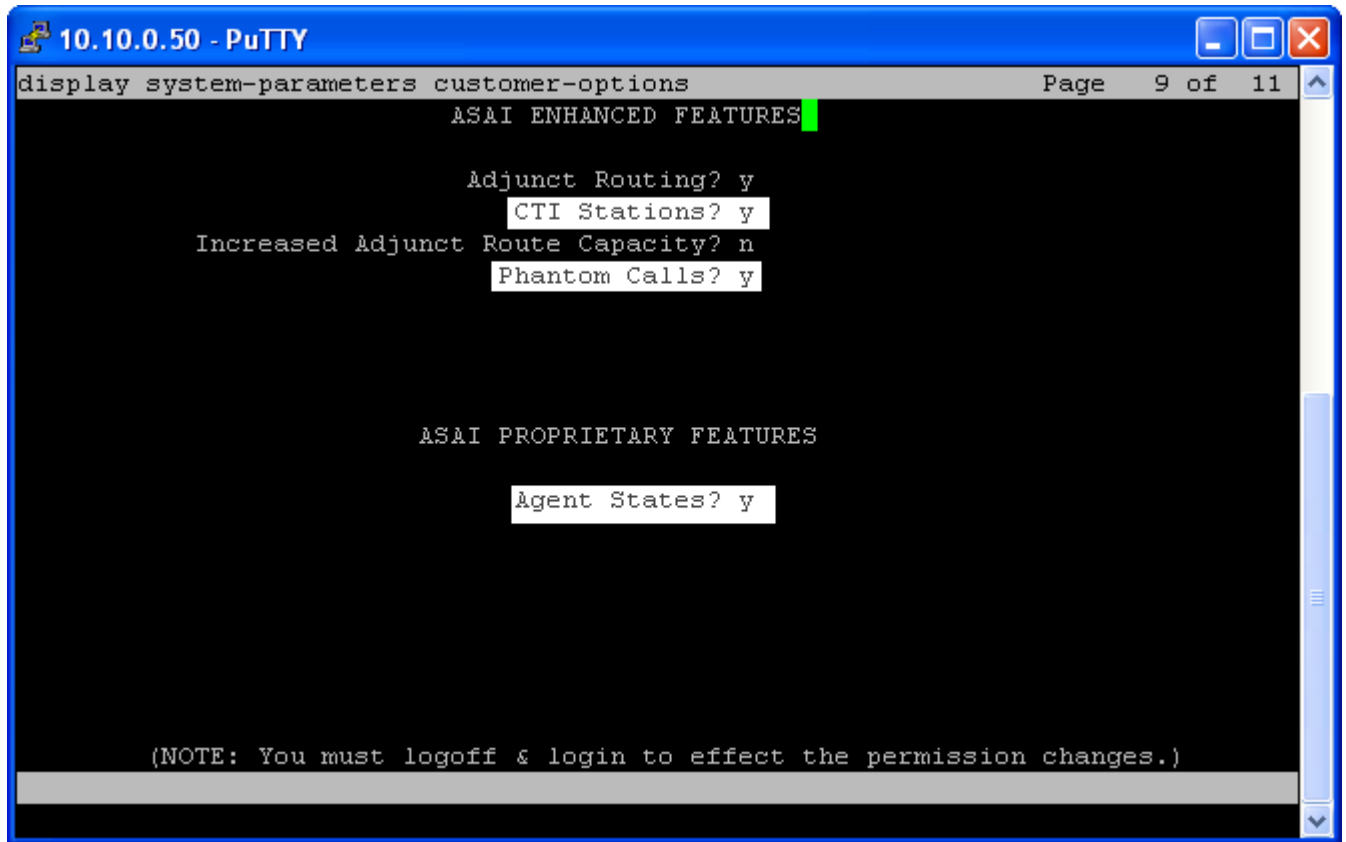 10.10.0.50 - PuTTY
display system-parameters customer-options Page 9 of 11
ASAI ENHANCED FEATURES
Adjunct Routing? y
CTI Stations? y
Increased Adjunct Route Capacity? n
Phantom Calls? y
ASAI PROPRIETARY FEATURES
Agent States? y
(NOTE: You must logoff & login to effect the permission changes.)